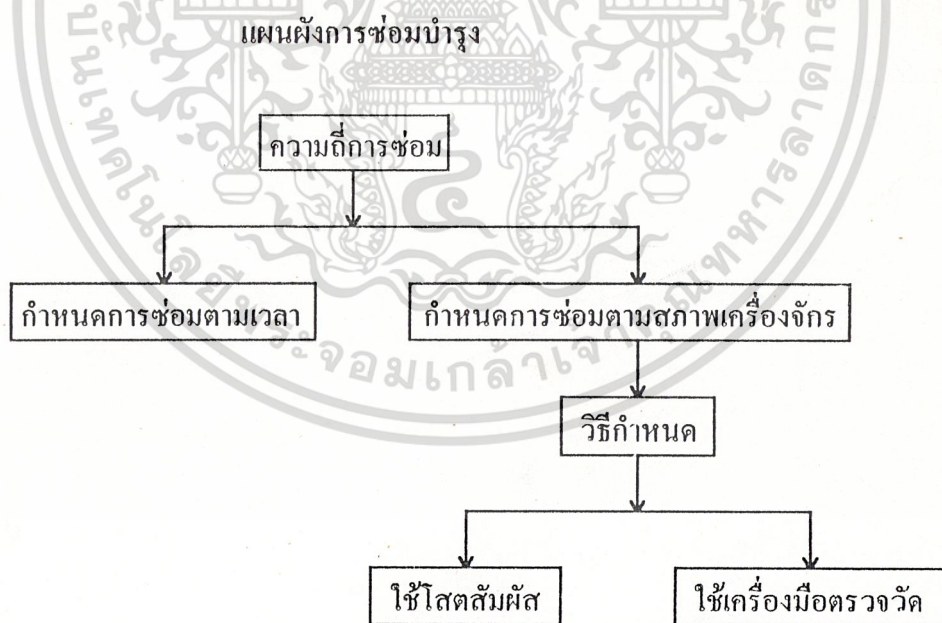 แผนผังการซ่อมบำรุง
ความถี่การซ่อม
กำหนดการซ่อมตามเวลา
กำหนดการซ่อมตามสภาพเครื่องจักร
วิธีกำหนด
ใช้โสตสัมผัส
ใช้เครื่องมือตรวจวัด